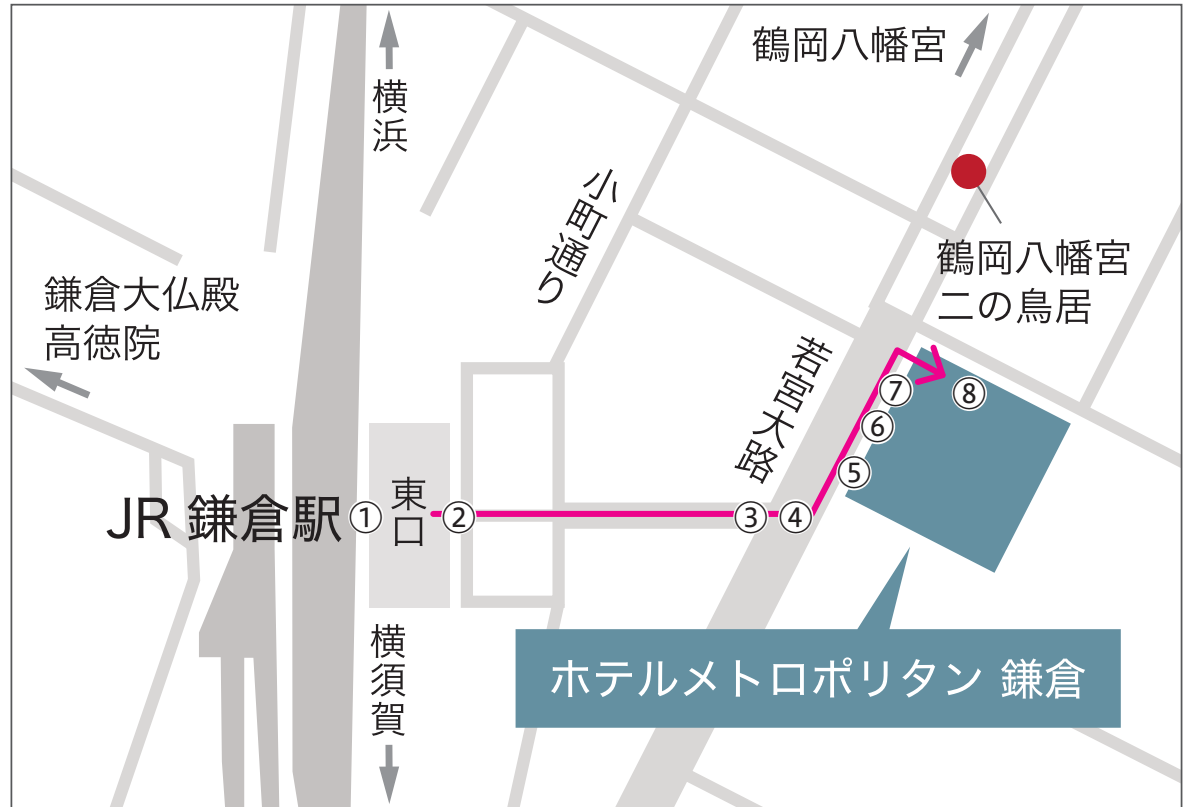 鶴岡八幡宮
横浜
小町通り
鶴岡八幡宮
二の鳥居
鎌倉大仏殿
高徳院
若宮大路
⑦
⑧
⑥
⑤
JR 鎌倉駅
①
東口
②
③
④
横須賀
ホテルメトロポリタン 鎌倉